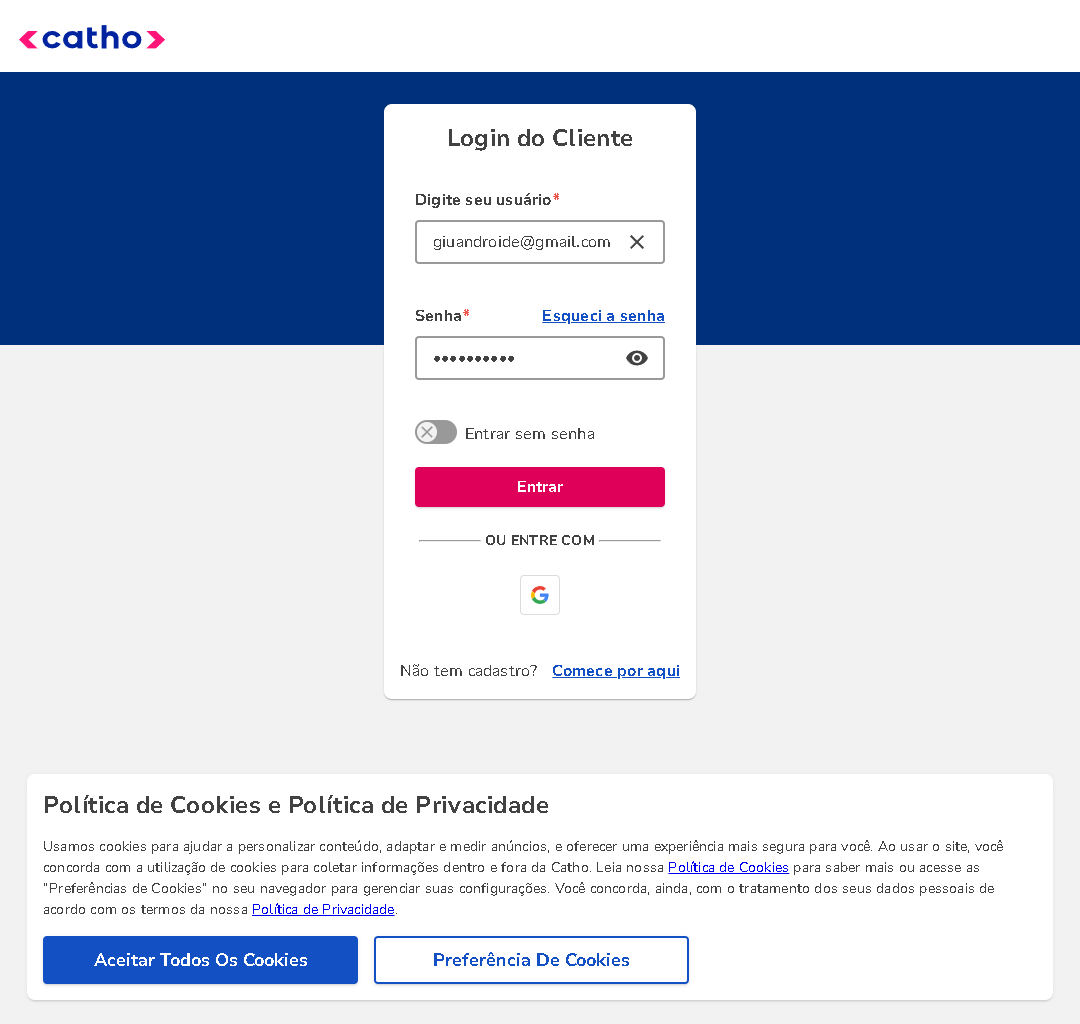 catho
Login do Cliente
Digite seu usuário*
giuandroide@gmail.com
Senha* Esqueci a senha
••••••••••
Entrar sem senha
Entrar
OU ENTRE COM
Não tem cadastro? Comece por aqui
Política de Cookies e Política de Privacidade
Usamos cookies para ajudar a personalizar conteúdo, adaptar e medir anúncios, e oferecer uma experiência mais segura para você. Ao usar o site, você
concorda com a utilização de cookies para coletar informações dentro e fora da Catho. Leia nossa Política de Cookies para saber mais ou acesse as
"Preferências de Cookies" no seu navegador para gerenciar suas configurações. Você concorda, ainda, com o tratamento dos seus dados pessoais de
acordo com os termos da nossa Política de Privacidade.
Aceitar Todos Os Cookies Preferência De Cookies